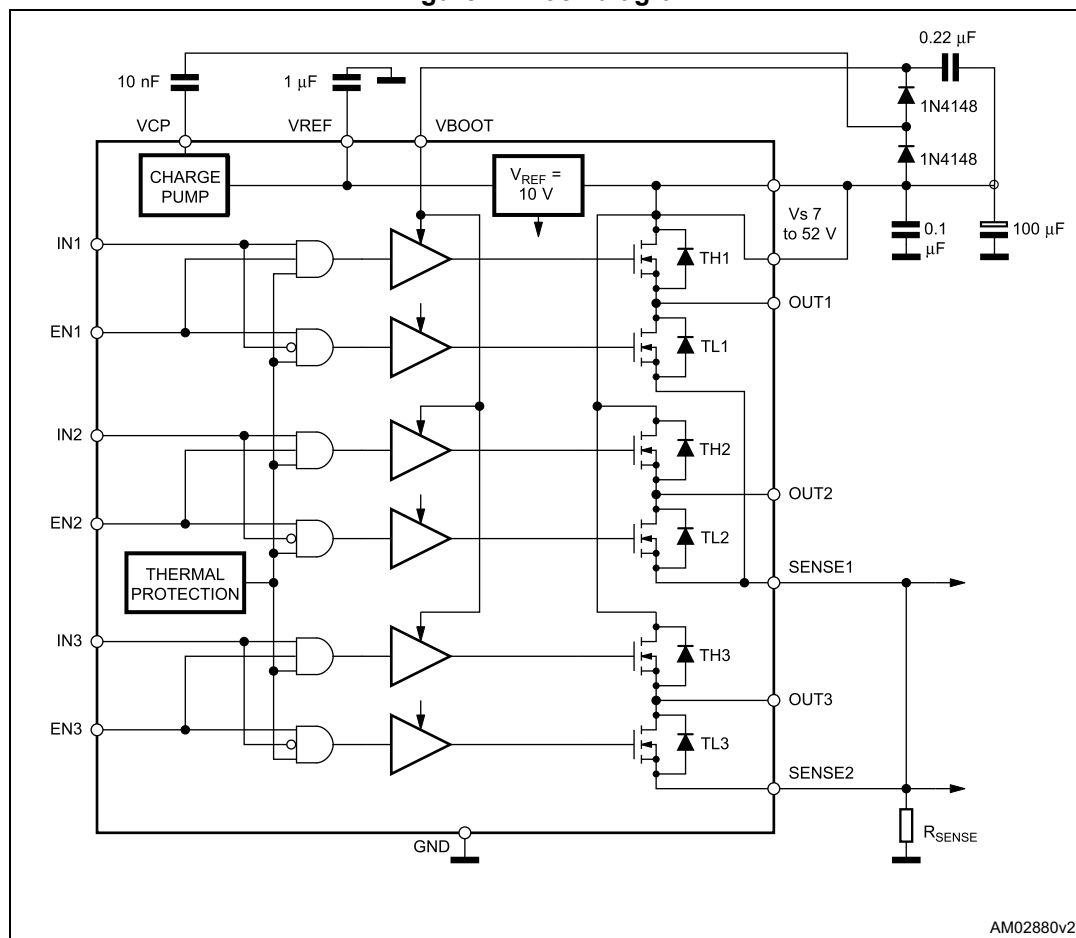 0.22 μF
10 nF
1 μF
1N4148
VCP
VREF
VBOOT
1N4148
CHARGE
PUMP
VREF =
10 V
Vs 7
to 52 V
0.1
μF
100 μF
IN1
TH1
OUT1
EN1
TL1
IN2
TH2
OUT2
EN2
TL2
THERMAL
PROTECTION
SENSE1
IN3
TH3
OUT3
EN3
TL3
SENSE2
RSENSE
GND
AM02880v2